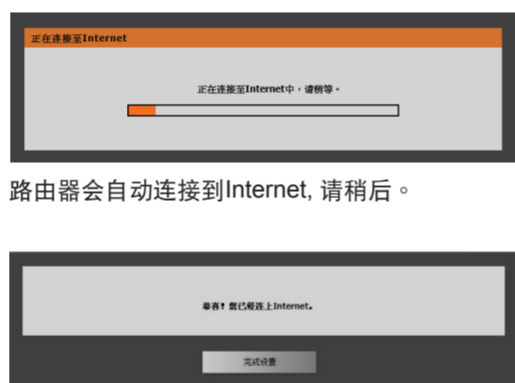 正在连接至Internet
正在连接至Internet中，请稍等。
路由器会自动连接到Internet, 请稍后。
恭喜！您已经连上Internet。
完成设置